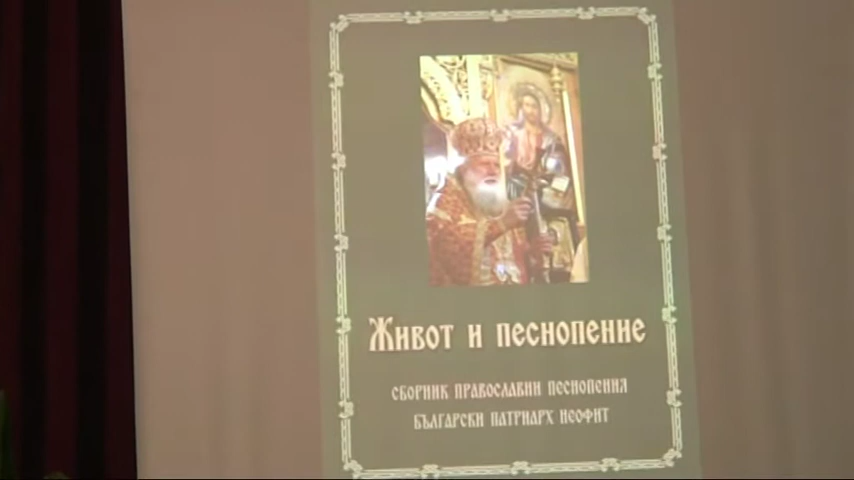 Живот и песнопение
сборник православни песнопения
български патриарх неофит